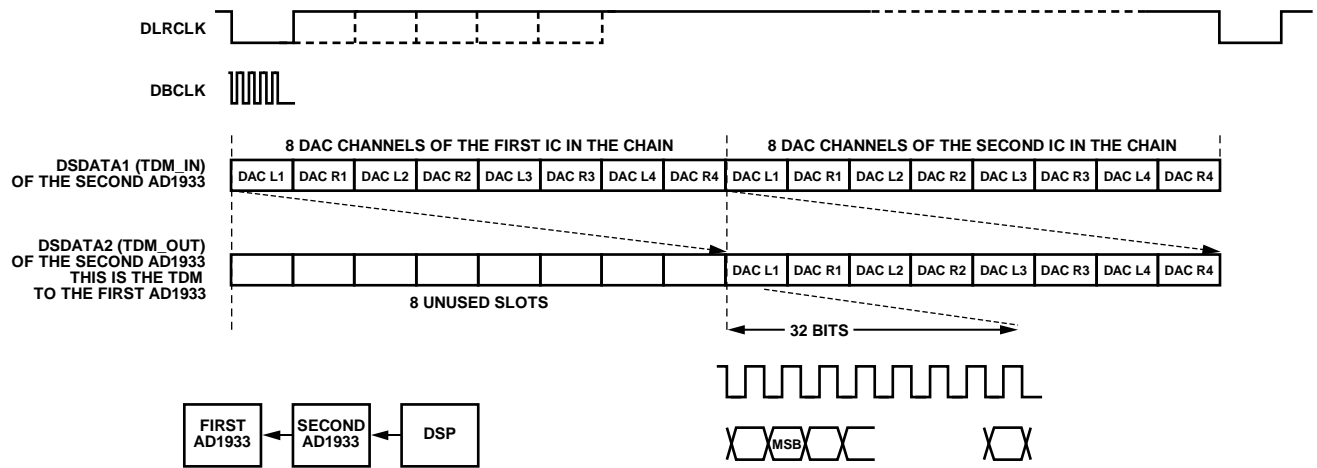 DLRCLK
DBCLK
8 DAC CHANNELS OF THE FIRST IC IN THE CHAIN
8 DAC CHANNELS OF THE SECOND IC IN THE CHAIN
DSDATA1 (TDM_IN)
OF THE SECOND AD1933
DAC L1 DAC R1 DAC L2 DAC R2 DAC L3 DAC R3 DAC L4 DAC R4 DAC L1 DAC R1 DAC L2 DAC R2 DAC L3 DAC R3 DAC L4 DAC R4
DSDATA2 (TDM_OUT)
OF THE SECOND AD1933
THIS IS THE TDM
TO THE FIRST AD1933
DAC L1 DAC R1 DAC L2 DAC R2 DAC L3 DAC R3 DAC L4 DAC R4
8 UNUSED SLOTS
32 BITS
FIRST
AD1933
SECOND
AD1933
DSP
MSB